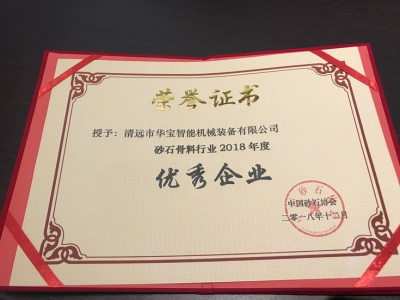 荣誉证书
授予：清远市华宝智能机械装备有限公司
砂石骨料行业2018年度
优秀企业
中国砂石协会
二〇一八年十二月